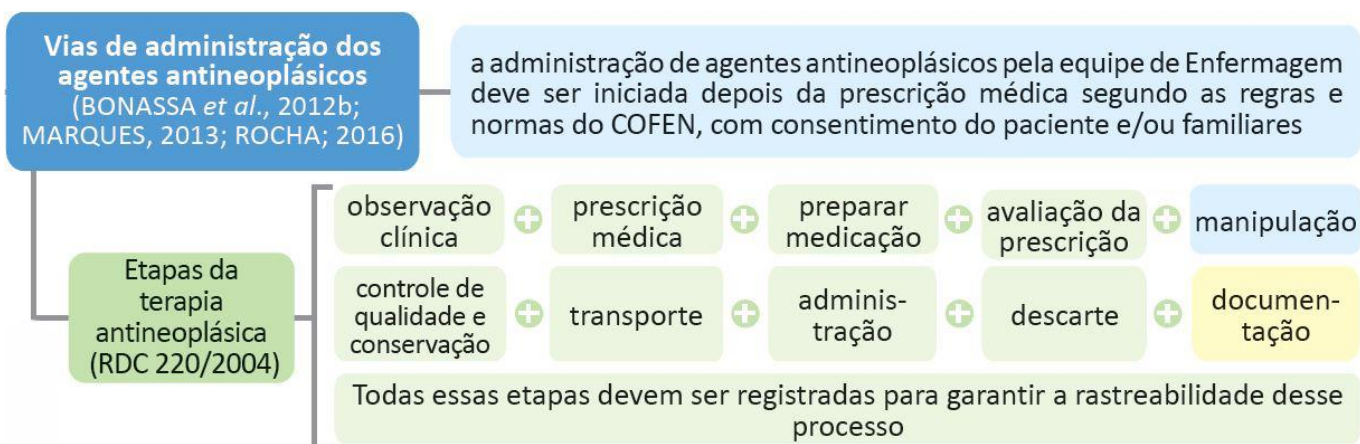 Vias de administração dos
agentes antineoplásicos
(BONASSA et al., 2012b;
MARQUES, 2013; ROCHA; 2016)
a administração de agentes antineoplásicos pela equipe de Enfermagem
deve ser iniciada depois da prescrição médica segundo as regras e
normas do COFEN, com consentimento do paciente e/ou familiares
Etapas da
terapia
antineoplásica
(RDC 220/2004)
observação
clínica
prescrição
médica
preparar
medicação
avaliação da
prescrição
manipulação
controle de
qualidade e
conservação
transporte
adminis-
tração
descarte
documen-
tação
Todas essas etapas devem ser registradas para garantir a rastreabilidade desse
processo